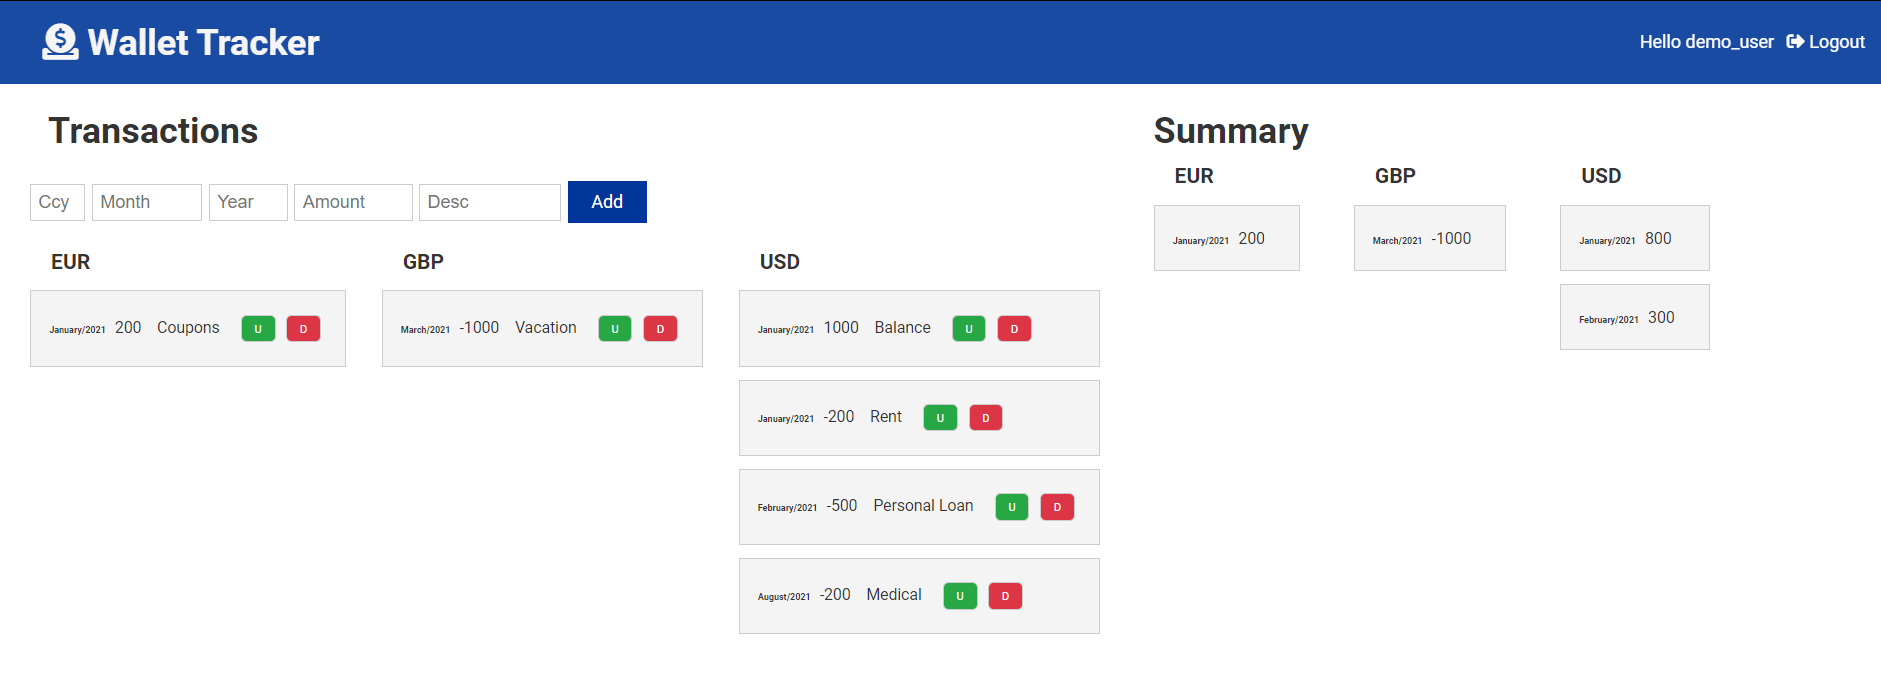 Wallet Tracker
Hello demo_user Logout
Transactions
Ccy Month Year Amount Desc Add
EUR
January/2021 200 Coupons U D
GBP
March/2021 -1000 Vacation U D
USD
January/2021 1000 Balance U D
January/2021 -200 Rent U D
February/2021 -500 Personal Loan U D
August/2021 -200 Medical U D
Summary
EUR
January/2021 200
GBP
March/2021 -1000
USD
January/2021 800
February/2021 300